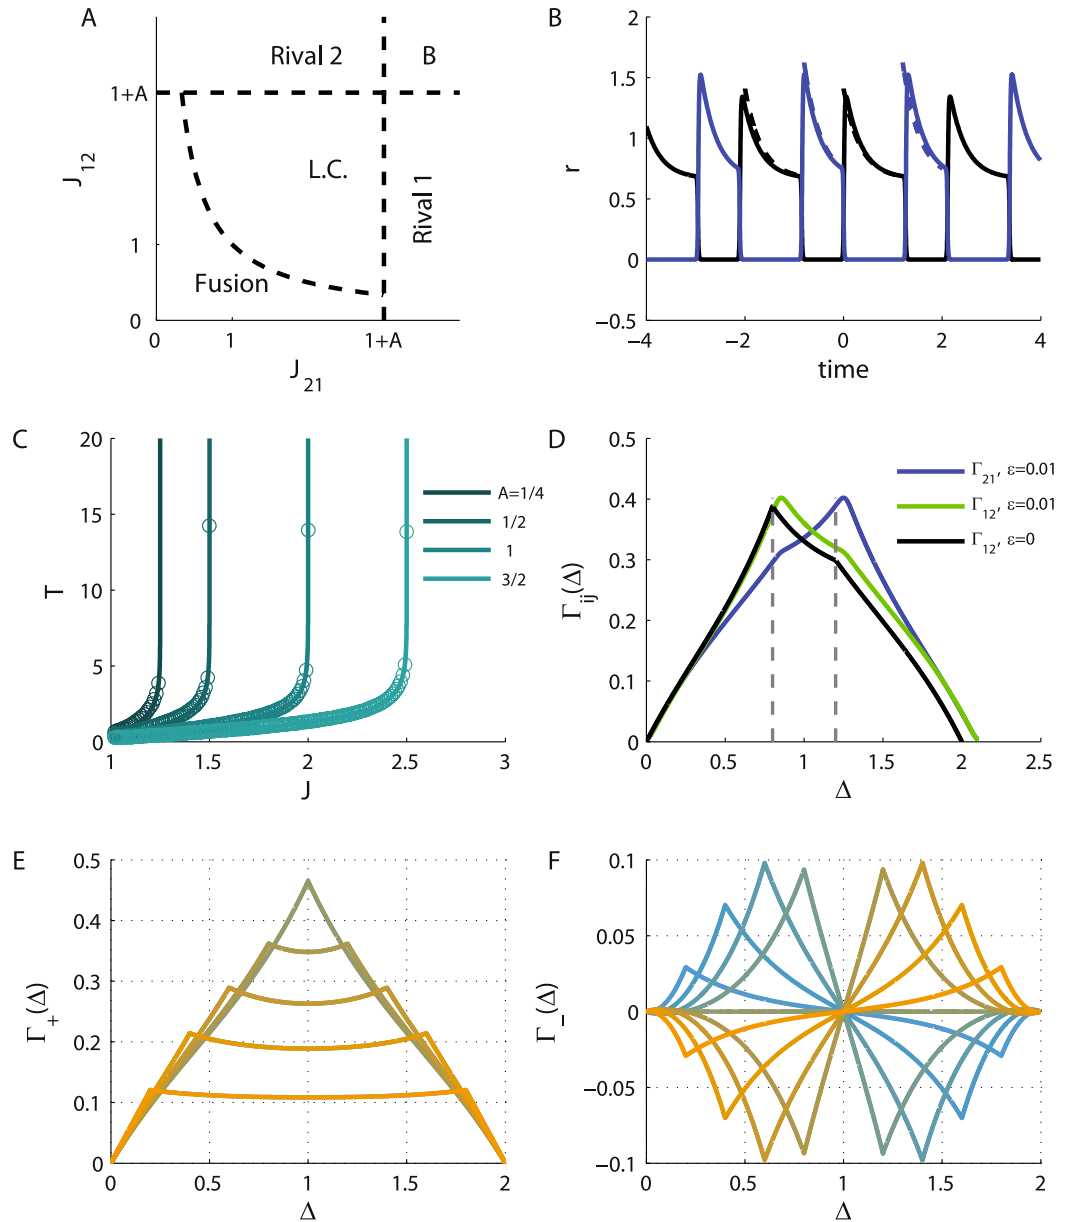 A
Rival 2
B
1+A
J12
L.C.
Rival 1
1
Fusion
0
0
1
1+A
J21
B
2
1.5
1
r
0.5
0
−0.5
−4
−2
0
2
4
time
C
20
15
T
10
5
0
A=1/4
1/2
1
3/2
1
1.5
2
2.5
3
J
D
0.5
0.4
0.3
Γij(Δ)
0.2
0.1
0
Γ21, ε=0.01
Γ12, ε=0.01
Γ12, ε=0
0
0.5
1
1.5
2
2.5
Δ
E
0.5
0.4
0.3
Γ+(Δ)
0.2
0.1
0
0
0.5
1
1.5
2
Δ
F
0.1
0.05
Γ−(Δ)
0
−0.05
−0.1
0
0.5
1
1.5
2
Δ